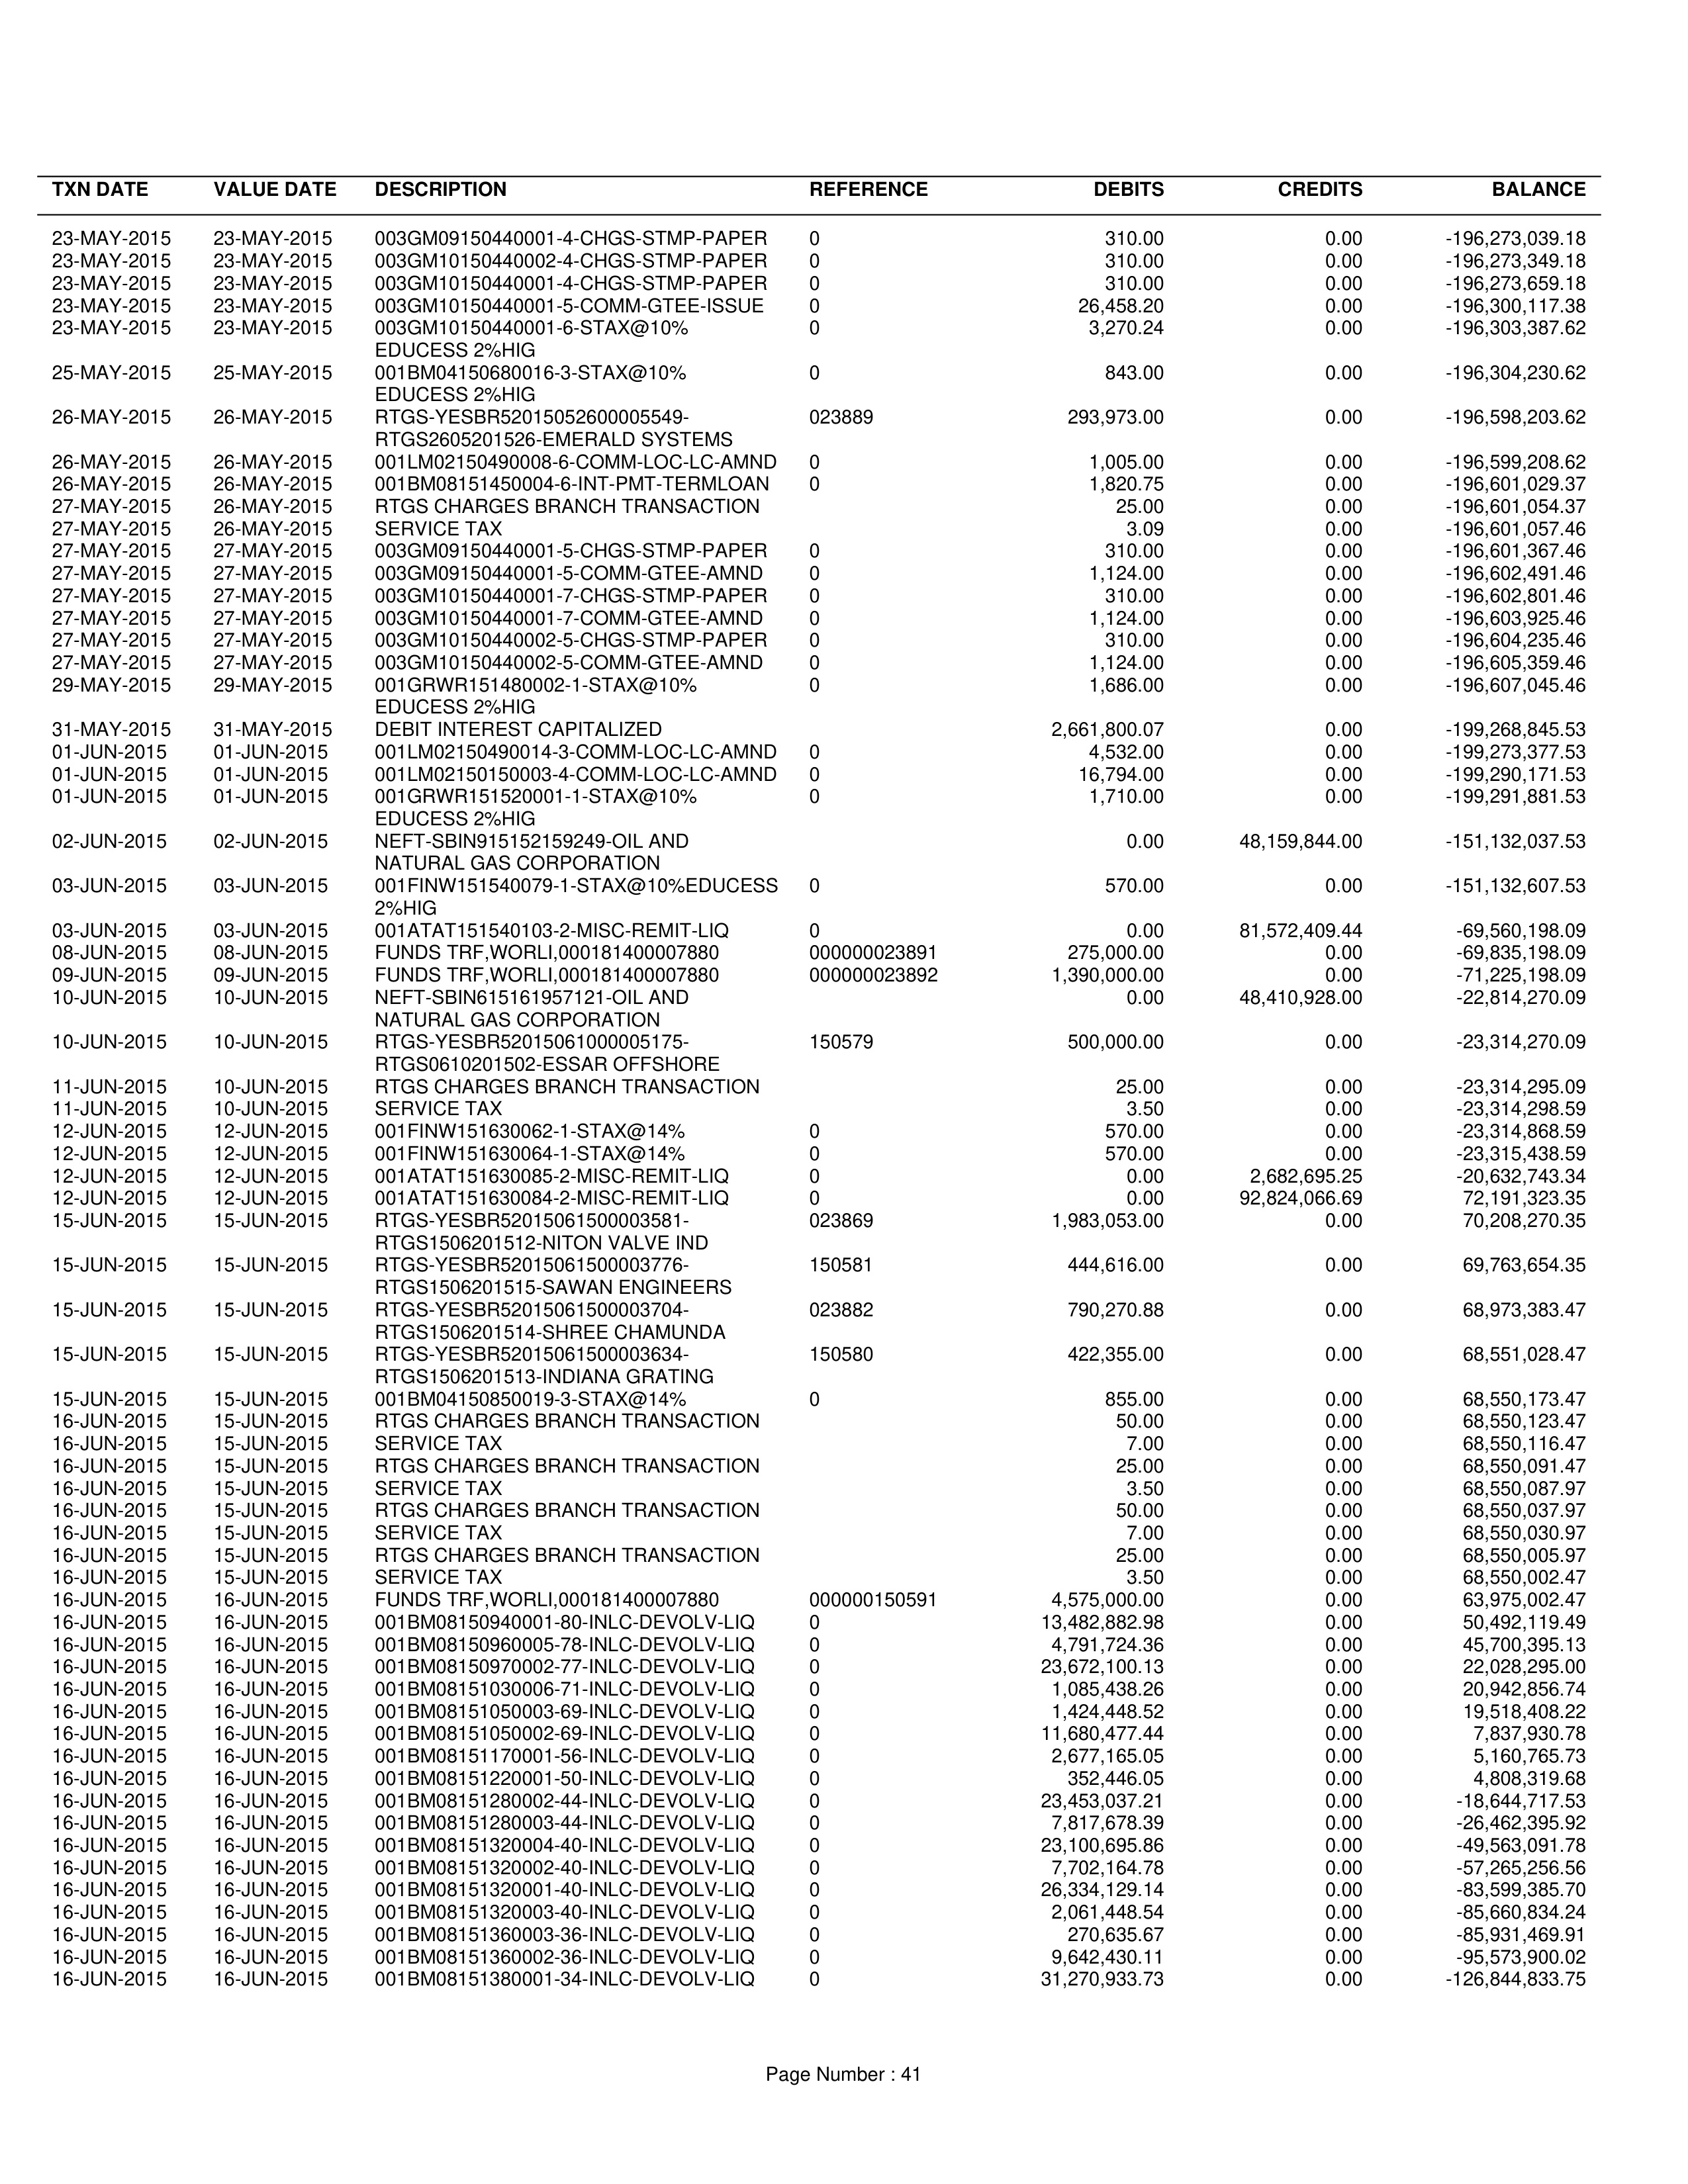 TXN DATE VALUE DATE DESCRIPTION REFERENCE DEBITS CREDITS BALANCE
23-MAY-2015 23-MAY-2015 003GM09150440001-4-CHGS-STMP-PAPER 0 310.00 0.00 -196,273,039.18
23-MAY-2015 23-MAY-2015 003GM10150440002-4-CHGS-STMP-PAPER 0 310.00 0.00 -196,273,349.18
23-MAY-2015 23-MAY-2015 003GM10150440001-4-CHGS-STMP-PAPER 0 310.00 0.00 -196,273,659.18
23-MAY-2015 23-MAY-2015 003GM10150440001-5-COMM-GTEE-ISSUE 0 26,458.20 0.00 -196,300,117.38
23-MAY-2015 23-MAY-2015 003GM10150440001-6-STAX@10% 0 3,270.24 0.00 -196,303,387.62
EDUCESS 2%HIG
25-MAY-2015 25-MAY-2015 001BM04150680016-3-STAX@10% 0 843.00 0.00 -196,304,230.62
EDUCESS 2%HIG
26-MAY-2015 26-MAY-2015 RTGS-YESBR52015052600005549- 023889 293,973.00 0.00 -196,598,203.62
RTGS2605201526-EMERALD SYSTEMS
26-MAY-2015 26-MAY-2015 001LM02150490008-6-COMM-LOC-LC-AMND 0 1,005.00 0.00 -196,599,208.62
26-MAY-2015 26-MAY-2015 001BM08151450004-6-INT-PMT-TERMLOAN 0 1,820.75 0.00 -196,601,029.37
27-MAY-2015 26-MAY-2015 RTGS CHARGES BRANCH TRANSACTION 25.00 0.00 -196,601,054.37
27-MAY-2015 26-MAY-2015 SERVICE TAX 3.09 0.00 -196,601,057.46
27-MAY-2015 27-MAY-2015 003GM09150440001-5-CHGS-STMP-PAPER 0 310.00 0.00 -196,601,367.46
27-MAY-2015 27-MAY-2015 003GM09150440001-5-COMM-GTEE-AMND 0 1,124.00 0.00 -196,602,491.46
27-MAY-2015 27-MAY-2015 003GM10150440001-7-CHGS-STMP-PAPER 0 310.00 0.00 -196,602,801.46
27-MAY-2015 27-MAY-2015 003GM10150440001-7-COMM-GTEE-AMND 0 1,124.00 0.00 -196,603,925.46
27-MAY-2015 27-MAY-2015 003GM10150440002-5-CHGS-STMP-PAPER 0 310.00 0.00 -196,604,235.46
27-MAY-2015 27-MAY-2015 003GM10150440002-5-COMM-GTEE-AMND 0 1,124.00 0.00 -196,605,359.46
29-MAY-2015 29-MAY-2015 001GRWR151480002-1-STAX@10% 0 1,686.00 0.00 -196,607,045.46
EDUCESS 2%HIG
31-MAY-2015 31-MAY-2015 DEBIT INTEREST CAPITALIZED 2,661,800.07 0.00 -199,268,845.53
01-JUN-2015 01-JUN-2015 001LM02150490014-3-COMM-LOC-LC-AMND 0 4,532.00 0.00 -199,273,377.53
01-JUN-2015 01-JUN-2015 001LM02150150003-4-COMM-LOC-LC-AMND 0 16,794.00 0.00 -199,290,171.53
01-JUN-2015 01-JUN-2015 001GRWR151520001-1-STAX@10% 0 1,710.00 0.00 -199,291,881.53
EDUCESS 2%HIG
02-JUN-2015 02-JUN-2015 NEFT-SBIN915152159249-OIL AND 0.00 48,159,844.00 -151,132,037.53
NATURAL GAS CORPORATION
03-JUN-2015 03-JUN-2015 001FINW151540079-1-STAX@10%EDUCESS 0 570.00 0.00 -151,132,607.53
2%HIG
03-JUN-2015 03-JUN-2015 001ATAT151540103-2-MISC-REMIT-LIQ 0 0.00 81,572,409.44 -69,560,198.09
08-JUN-2015 08-JUN-2015 FUNDS TRF,WORLI,000181400007880 000000023891 275,000.00 0.00 -69,835,198.09
09-JUN-2015 09-JUN-2015 FUNDS TRF,WORLI,000181400007880 000000023892 1,390,000.00 0.00 -71,225,198.09
10-JUN-2015 10-JUN-2015 NEFT-SBIN615161957121-OIL AND 0.00 48,410,928.00 -22,814,270.09
NATURAL GAS CORPORATION
10-JUN-2015 10-JUN-2015 RTGS-YESBR52015061000005175- 150579 500,000.00 0.00 -23,314,270.09
RTGS0610201502-ESSAR OFFSHORE
11-JUN-2015 10-JUN-2015 RTGS CHARGES BRANCH TRANSACTION 25.00 0.00 -23,314,295.09
11-JUN-2015 10-JUN-2015 SERVICE TAX 3.50 0.00 -23,314,298.59
12-JUN-2015 12-JUN-2015 001FINW151630062-1-STAX@14% 0 570.00 0.00 -23,314,868.59
12-JUN-2015 12-JUN-2015 001FINW151630064-1-STAX@14% 0 570.00 0.00 -23,315,438.59
12-JUN-2015 12-JUN-2015 001ATAT151630085-2-MISC-REMIT-LIQ 0 0.00 2,682,695.25 -20,632,743.34
12-JUN-2015 12-JUN-2015 001ATAT151630084-2-MISC-REMIT-LIQ 0 0.00 92,824,066.69 72,191,323.35
15-JUN-2015 15-JUN-2015 RTGS-YESBR52015061500003581- 023869 1,983,053.00 0.00 70,208,270.35
RTGS1506201512-NITON VALVE IND
15-JUN-2015 15-JUN-2015 RTGS-YESBR52015061500003776- 150581 444,616.00 0.00 69,763,654.35
RTGS1506201515-SAWAN ENGINEERS
15-JUN-2015 15-JUN-2015 RTGS-YESBR52015061500003704- 023882 790,270.88 0.00 68,973,383.47
RTGS1506201514-SHREE CHAMUNDA
15-JUN-2015 15-JUN-2015 RTGS-YESBR52015061500003634- 150580 422,355.00 0.00 68,551,028.47
RTGS1506201513-INDIANA GRATING
15-JUN-2015 15-JUN-2015 001BM04150850019-3-STAX@14% 0 855.00 0.00 68,550,173.47
16-JUN-2015 15-JUN-2015 RTGS CHARGES BRANCH TRANSACTION 50.00 0.00 68,550,123.47
16-JUN-2015 15-JUN-2015 SERVICE TAX 7.00 0.00 68,550,116.47
16-JUN-2015 15-JUN-2015 RTGS CHARGES BRANCH TRANSACTION 25.00 0.00 68,550,091.47
16-JUN-2015 15-JUN-2015 SERVICE TAX 3.50 0.00 68,550,087.97
16-JUN-2015 15-JUN-2015 RTGS CHARGES BRANCH TRANSACTION 50.00 0.00 68,550,037.97
16-JUN-2015 15-JUN-2015 SERVICE TAX 7.00 0.00 68,550,030.97
16-JUN-2015 15-JUN-2015 RTGS CHARGES BRANCH TRANSACTION 25.00 0.00 68,550,005.97
16-JUN-2015 15-JUN-2015 SERVICE TAX 3.50 0.00 68,550,002.47
16-JUN-2015 16-JUN-2015 FUNDS TRF,WORLI,000181400007880 000000150591 4,575,000.00 0.00 63,975,002.47
16-JUN-2015 16-JUN-2015 001BM08150940001-80-INLC-DEVOLV-LIQ 0 13,482,882.98 0.00 50,492,119.49
16-JUN-2015 16-JUN-2015 001BM08150960005-78-INLC-DEVOLV-LIQ 0 4,791,724.36 0.00 45,700,395.13
16-JUN-2015 16-JUN-2015 001BM08150970002-77-INLC-DEVOLV-LIQ 0 23,672,100.13 0.00 22,028,295.00
16-JUN-2015 16-JUN-2015 001BM08151030006-71-INLC-DEVOLV-LIQ 0 1,085,438.26 0.00 20,942,856.74
16-JUN-2015 16-JUN-2015 001BM08151050003-69-INLC-DEVOLV-LIQ 0 1,424,448.52 0.00 19,518,408.22
16-JUN-2015 16-JUN-2015 001BM08151050002-69-INLC-DEVOLV-LIQ 0 11,680,477.44 0.00 7,837,930.78
16-JUN-2015 16-JUN-2015 001BM08151170001-56-INLC-DEVOLV-LIQ 0 2,677,165.05 0.00 5,160,765.73
16-JUN-2015 16-JUN-2015 001BM08151220001-50-INLC-DEVOLV-LIQ 0 352,446.05 0.00 4,808,319.68
16-JUN-2015 16-JUN-2015 001BM08151280002-44-INLC-DEVOLV-LIQ 0 23,453,037.21 0.00 -18,644,717.53
16-JUN-2015 16-JUN-2015 001BM08151280003-44-INLC-DEVOLV-LIQ 0 7,817,678.39 0.00 -26,462,395.92
16-JUN-2015 16-JUN-2015 001BM08151320004-40-INLC-DEVOLV-LIQ 0 23,100,695.86 0.00 -49,563,091.78
16-JUN-2015 16-JUN-2015 001BM08151320002-40-INLC-DEVOLV-LIQ 0 7,702,164.78 0.00 -57,265,256.56
16-JUN-2015 16-JUN-2015 001BM08151320001-40-INLC-DEVOLV-LIQ 0 26,334,129.14 0.00 -83,599,385.70
16-JUN-2015 16-JUN-2015 001BM08151320003-40-INLC-DEVOLV-LIQ 0 2,061,448.54 0.00 -85,660,834.24
16-JUN-2015 16-JUN-2015 001BM08151360003-36-INLC-DEVOLV-LIQ 0 270,635.67 0.00 -85,931,469.91
16-JUN-2015 16-JUN-2015 001BM08151360002-36-INLC-DEVOLV-LIQ 0 9,642,430.11 0.00 -95,573,900.02
16-JUN-2015 16-JUN-2015 001BM08151380001-34-INLC-DEVOLV-LIQ 0 31,270,933.73 0.00 -126,844,833.75
Page Number : 41